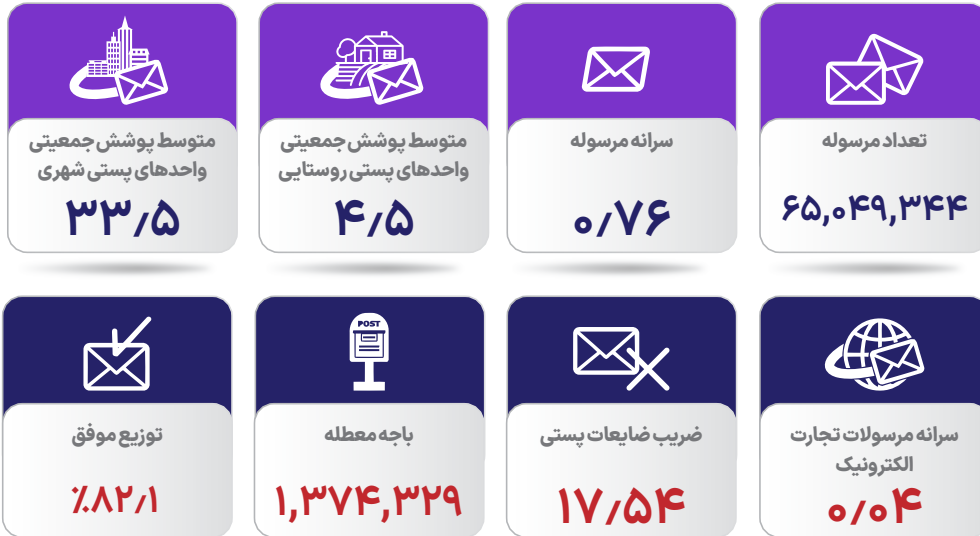 تعداد مرسوله
۶۵,۰۴۹,۳۴۴
سرانه مرسوله
۰/۷۶
متوسط پوشش جمعیتی
واحدهای پستی روستایی
۴/۵
متوسط پوشش جمعیتی
واحدهای پستی شهری
۳۳/۵
سرانه مرسولات تجارت
الکترونیک
۰/۰۴
ضریب ضایعات پستی
۱۷/۵۴
POST
باجه معطله
۱,۳۷۴,۳۲۹
توزیع موفق
٪۸۲/۱